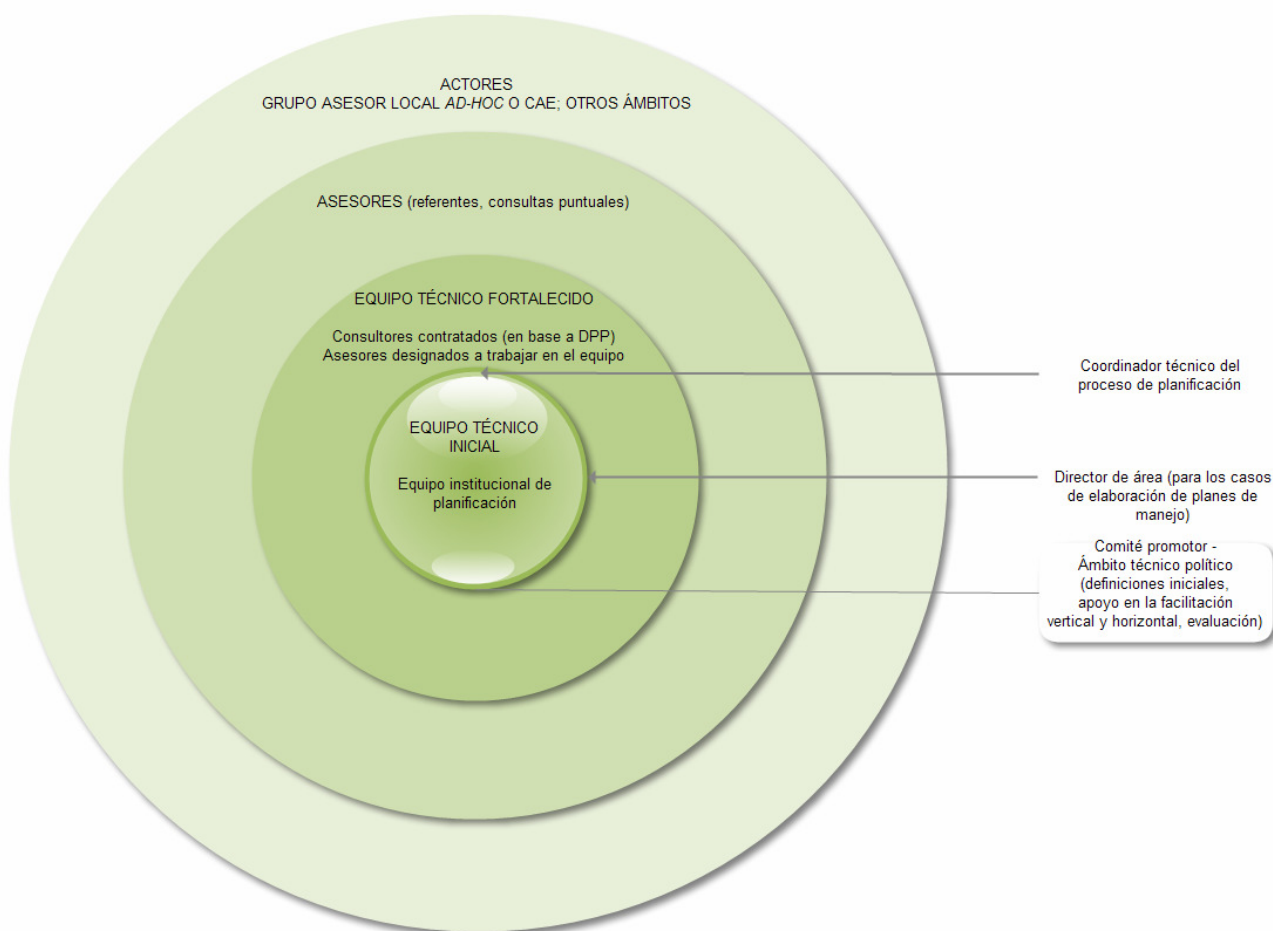 ACTORES
GRUPO ASESOR LOCAL AD-HOC O CAE; OTROS ÁMBITOS
ASESORES (referentes, consultas puntuales)
EQUIPO TÉCNICO FORTALECIDO
Consultores contratados (en base a DPP)
Asesores designados a trabajar en el equipo
EQUIPO TÉCNICO
INICIAL
Equipo institucional de
planificación
Coordinador técnico del
proceso de planificación
Director de área (para los casos
de elaboración de planes de
manejo)
Comité promotor -
Ámbito técnico político
(definiciones iniciales,
apoyo en la facilitación
vertical y horizontal, evaluación)